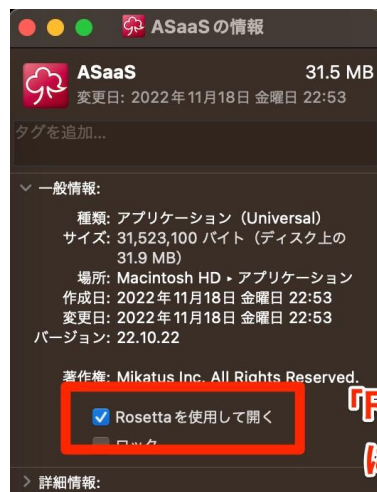 ASaaSの情報
ASaaS 31.5 MB
変更日: 2022年11月18日 金曜日 22:53
タグを追加...
一般情報:
種類: アプリケーション（Universal）
サイズ: 31,523,100 バイト（ディスク上の
31.9 MB）
場所: Macintosh HD ▸ アプリケーション
作成日: 2022年11月18日 金曜日 22:53
変更日: 2022年11月18日 金曜日 22:53
バージョン: 22.10.22
著作権: Mikatus Inc. All Rights Reserved.
Rosettaを使用して開く
ロック
詳細情報: